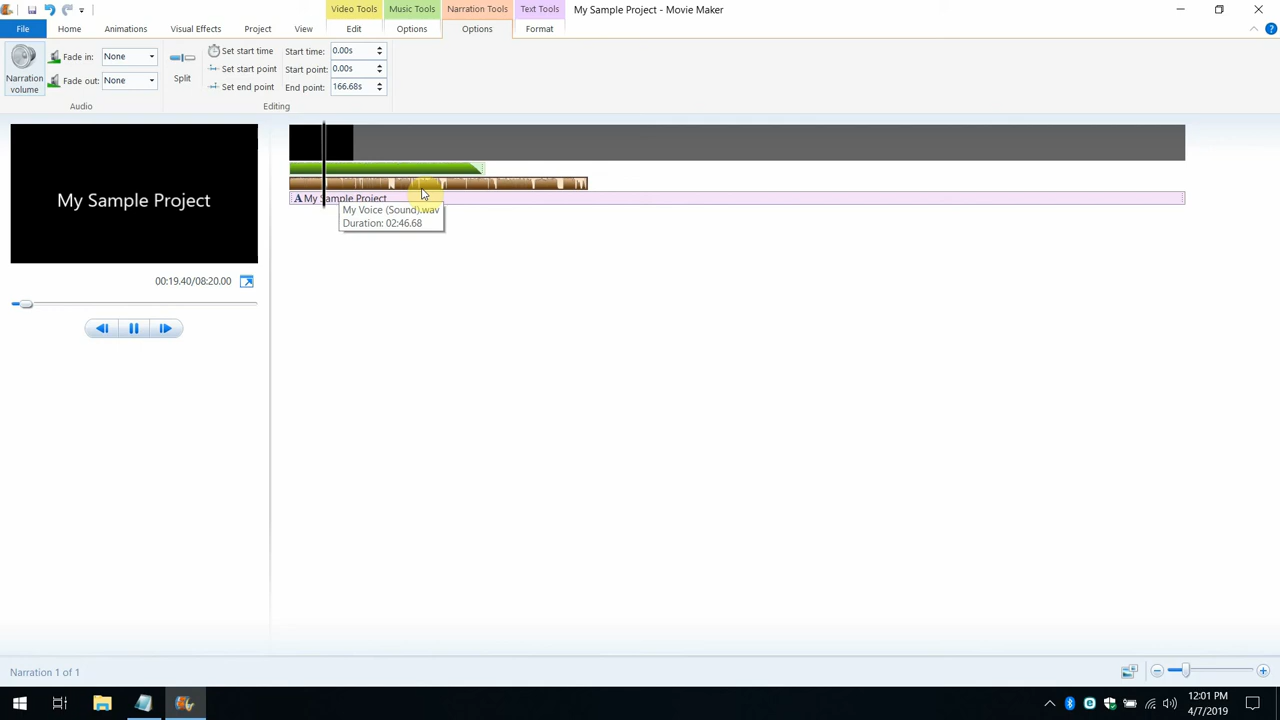 Video Tools Music Tools Narration Tools Text Tools My Sample Project - Movie Maker
File Home Animations Visual Effects Project View Edit Options Options Format
Narration volume
Fade in: None
Fade out: None
Audio
Split
Set start time
Set start point
Set end point
Start time: 0.00s
Start point: 0.00s
End point: 166.68s
Editing
My Sample Project
00:19.40/08:20.00
A My Sample Project
My Voice (Sound).wav
Duration: 02:46.68
Narration 1 of 1
12:01 PM
4/7/2019